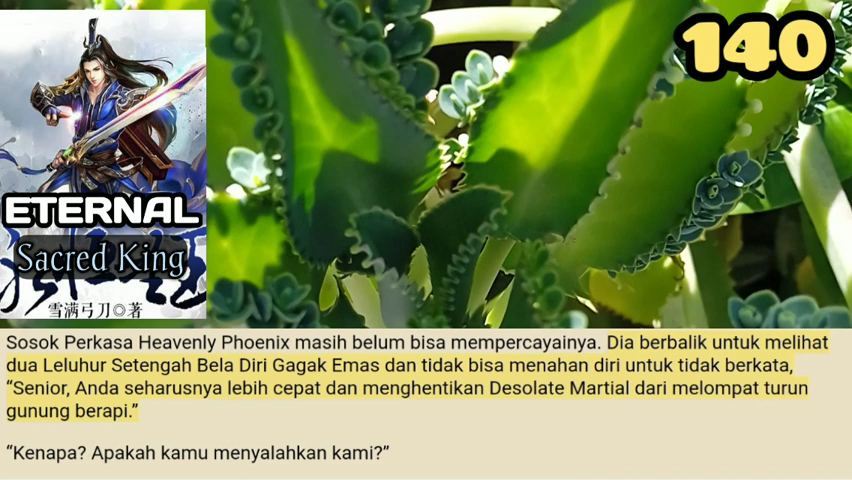 140
ETERNAL
Sacred King
雪满弓刀◎著
Sosok Perkasa Heavenly Phoenix masih belum bisa mempercayainya. Dia berbalik untuk melihat
dua Leluhur Setengah Bela Diri Gagak Emas dan tidak bisa menahan diri untuk tidak berkata,
“Senior, Anda seharusnya lebih cepat dan menghentikan Desolate Martial dari melompat turun
gunung berapi.”
“Kenapa? Apakah kamu menyalahkan kami?”